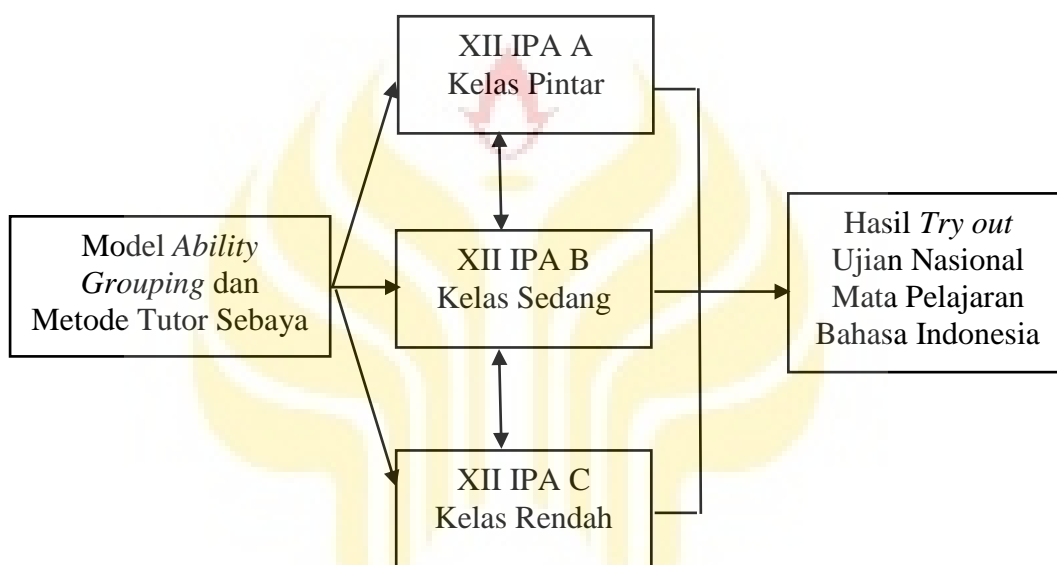 XII IPA A
Kelas Pintar
Model Ability
Grouping dan
Metode Tutor Sebaya
XII IPA B
Kelas Sedang
Hasil Try out
Ujian Nasional
Mata Pelajaran
Bahasa Indonesia
XII IPA C
Kelas Rendah